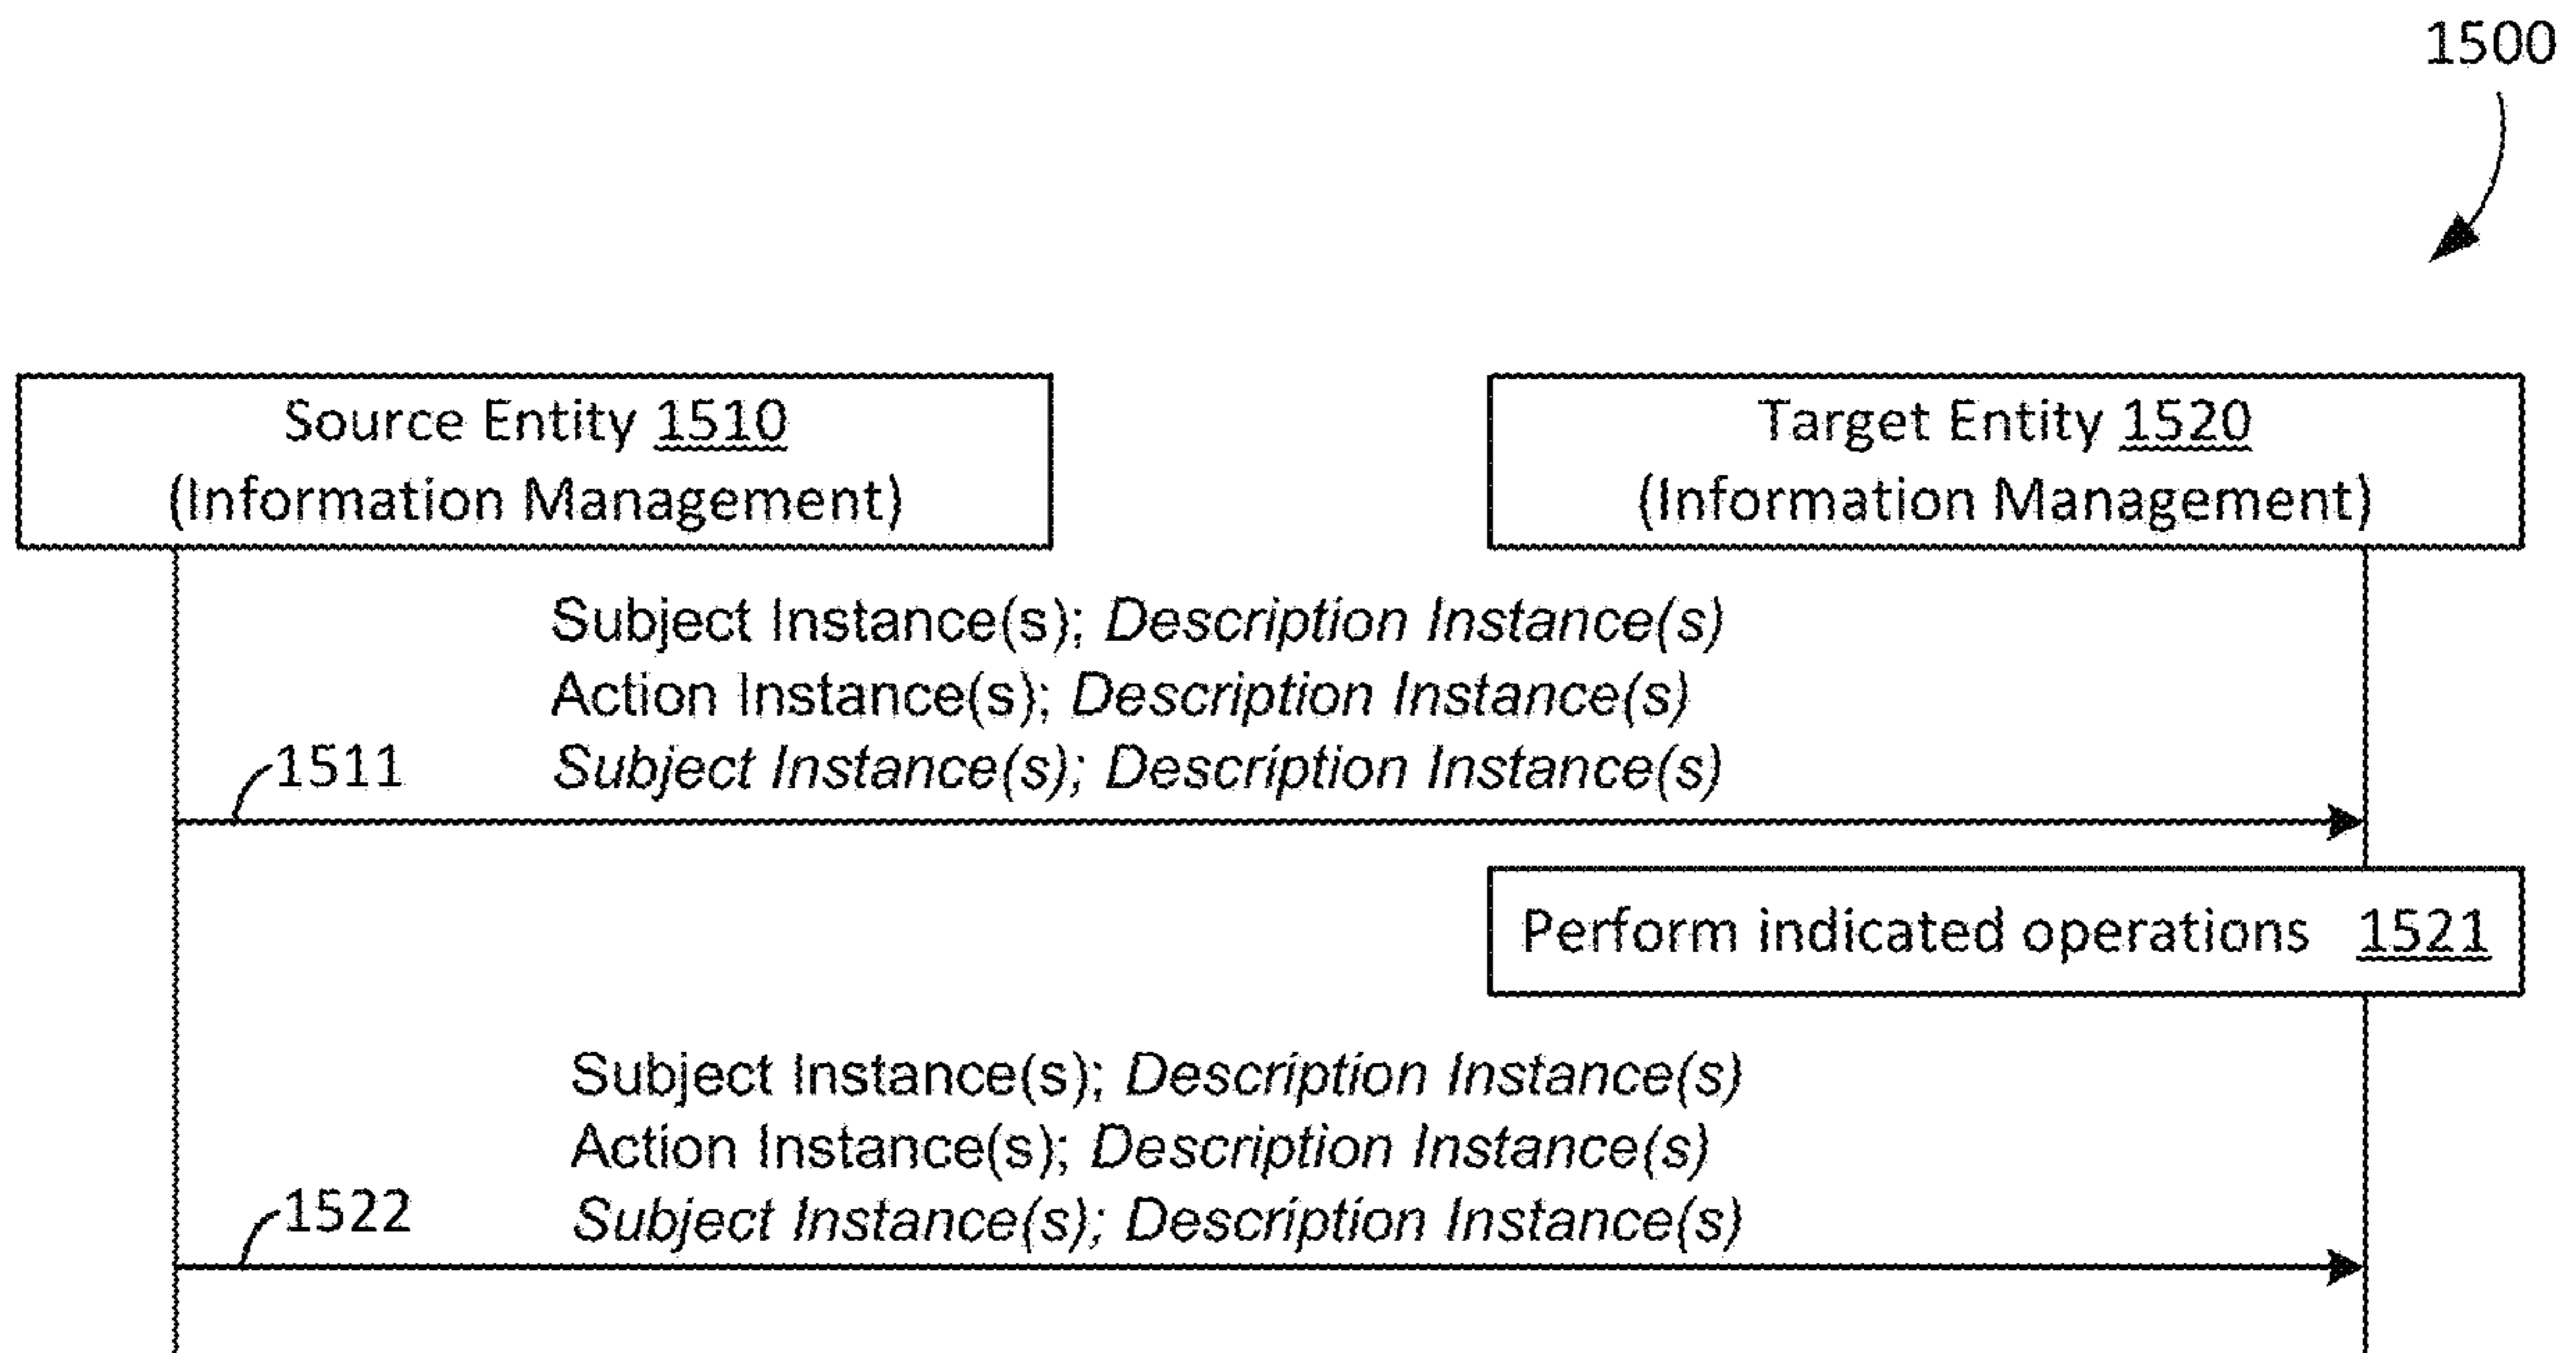 1500
Source Entity 1510
(Information Management)
Target Entity 1520
(Information Management)
Subject Instance(s); Description Instance(s)
Action Instance(s); Description Instance(s)
1511
Subject Instance(s); Description Instance(s)
Perform indicated operations 1521
Subject Instance(s); Description Instance(s)
Action Instance(s); Description Instance(s)
1522
Subject Instance(s); Description Instance(s)